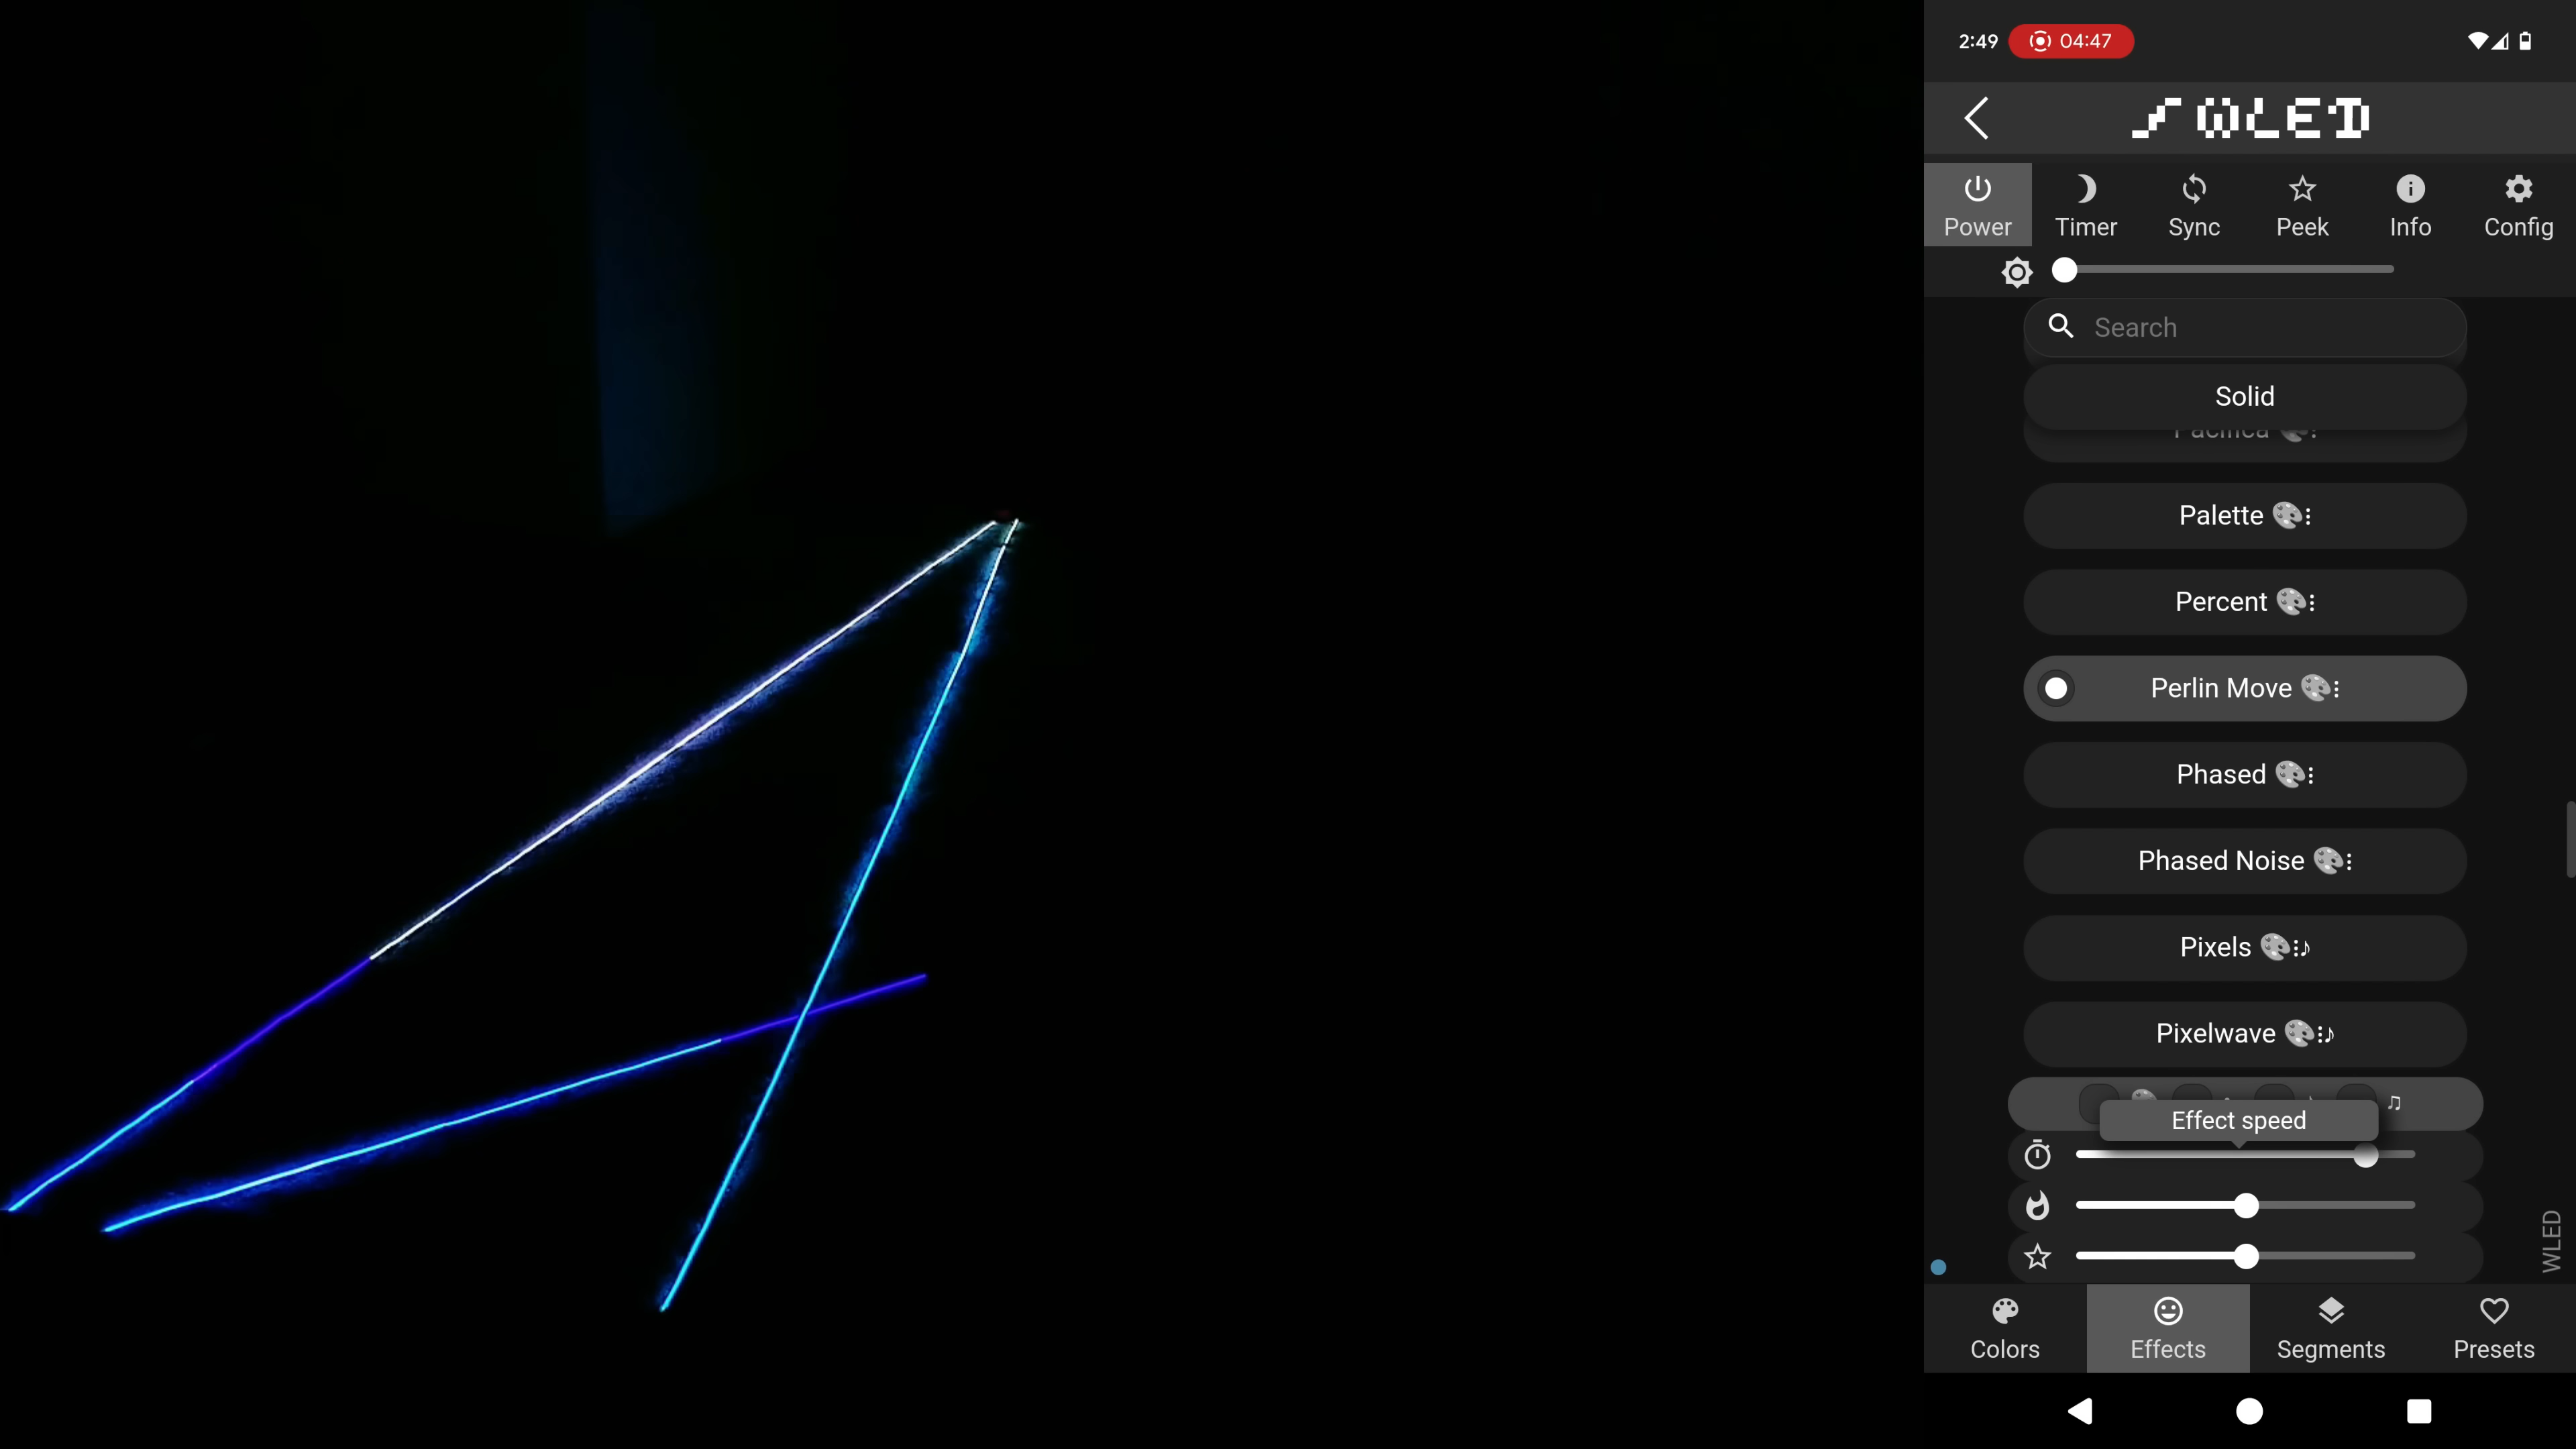 2:49 04:47
WLED
Power Timer Sync Peek Info Config
Search
Solid
Pacifica
Palette
Percent
Perlin Move
Phased
Phased Noise
Pixels
Pixelwave
Effect speed
WLED
Colors Effects Segments Presets